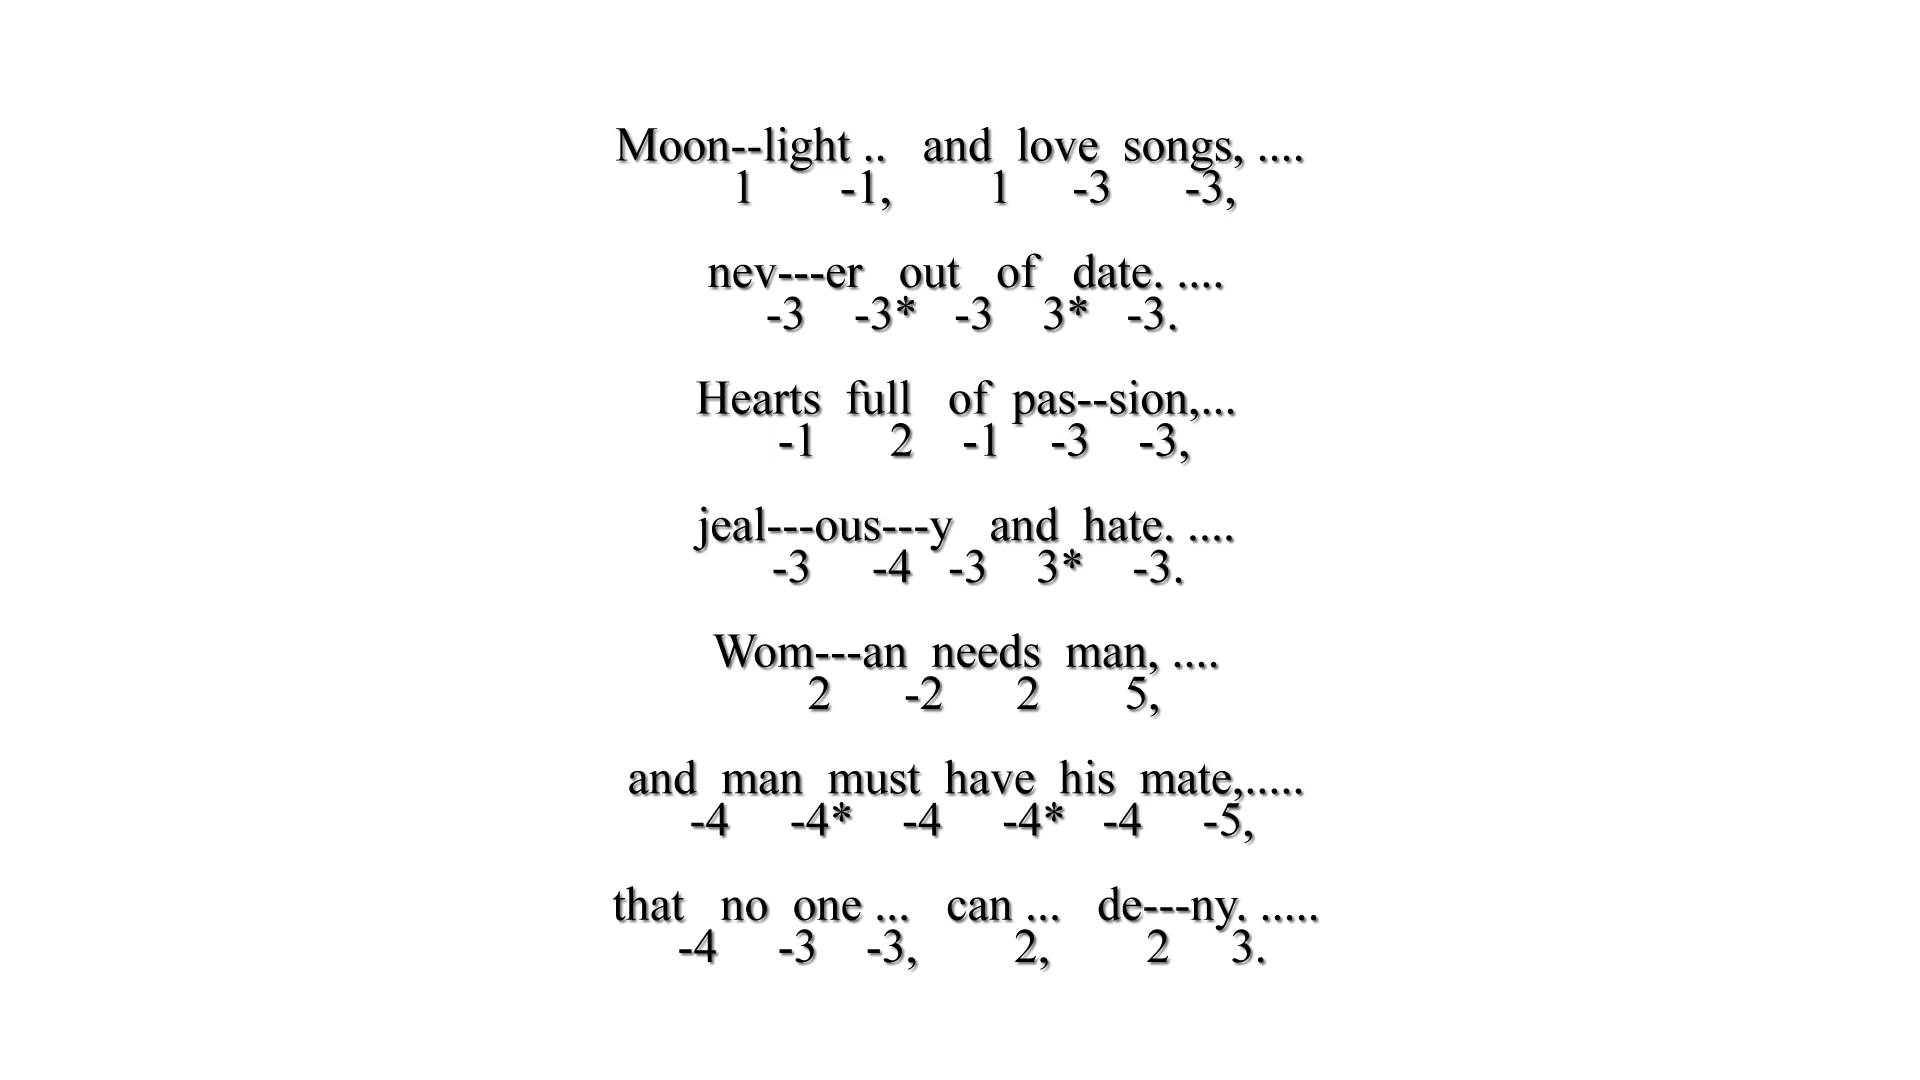 Moon--light ..   and  love  songs, ....
1       -1,        1     -3      -3,
nev---er   out   of   date. ....
-3    -3*   -3    3*   -3.
Hearts  full   of  pas--sion,...
-1      2    -1    -3    -3,
jeal---ous---y   and  hate. ....
-3     -4   -3    3*    -3.
Wom---an  needs  man, ....
2      -2      2       5,
and  man  must  have  his  mate,.....
-4     -4*    -4     -4*   -4     -5,
that   no  one ...   can ...   de---ny. .....
-4     -3    -3,        2,        2     3.